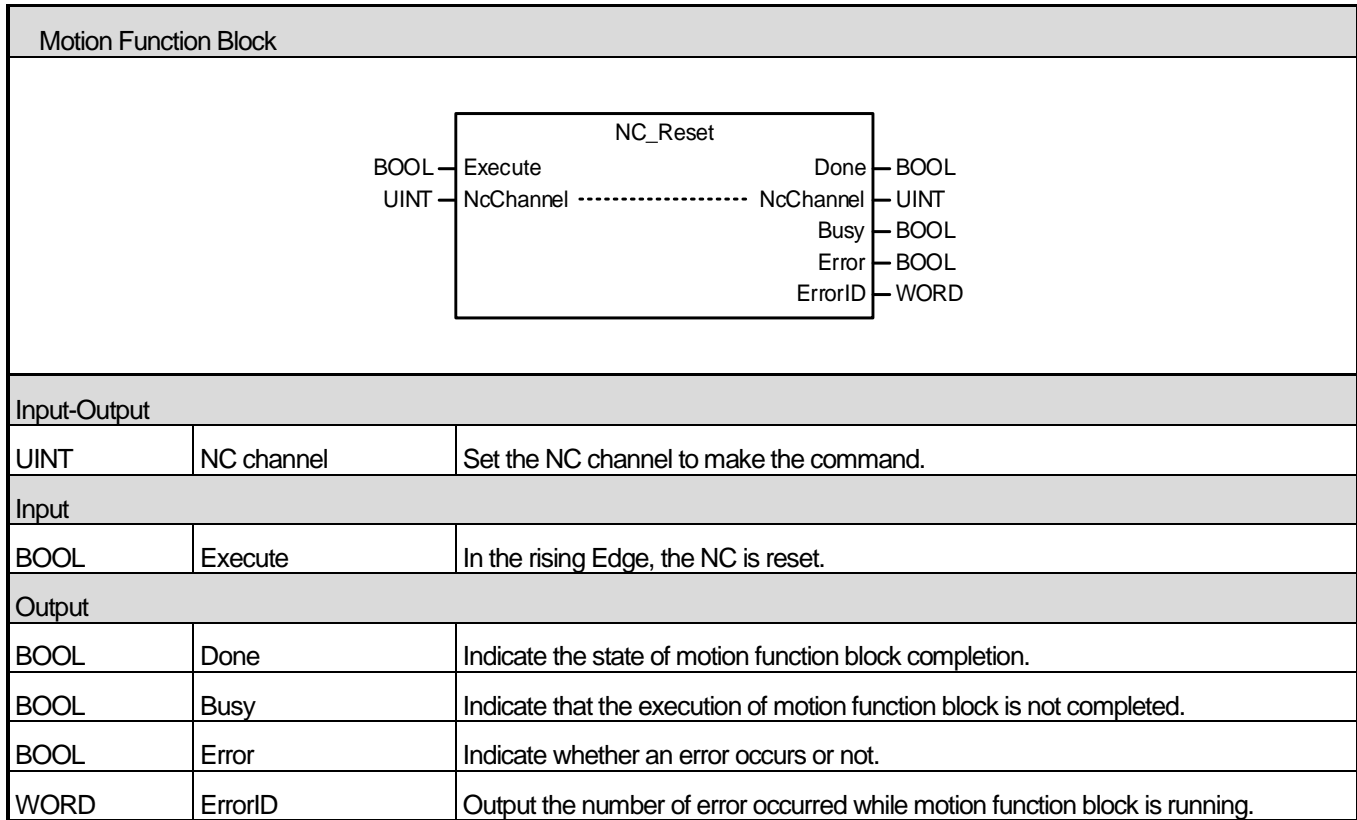 Motion Function Block
NC_Reset
BOOL Execute Done BOOL
UINT NcChannel NcChannel UINT
Busy BOOL
Error BOOL
ErrorID WORD
Input-Output
UINT NC channel Set the NC channel to make the command.
Input
BOOL Execute In the rising Edge, the NC is reset.
Output
BOOL Done Indicate the state of motion function block completion.
BOOL Busy Indicate that the execution of motion function block is not completed.
BOOL Error Indicate whether an error occurs or not.
WORD ErrorID Output the number of error occurred while motion function block is running.